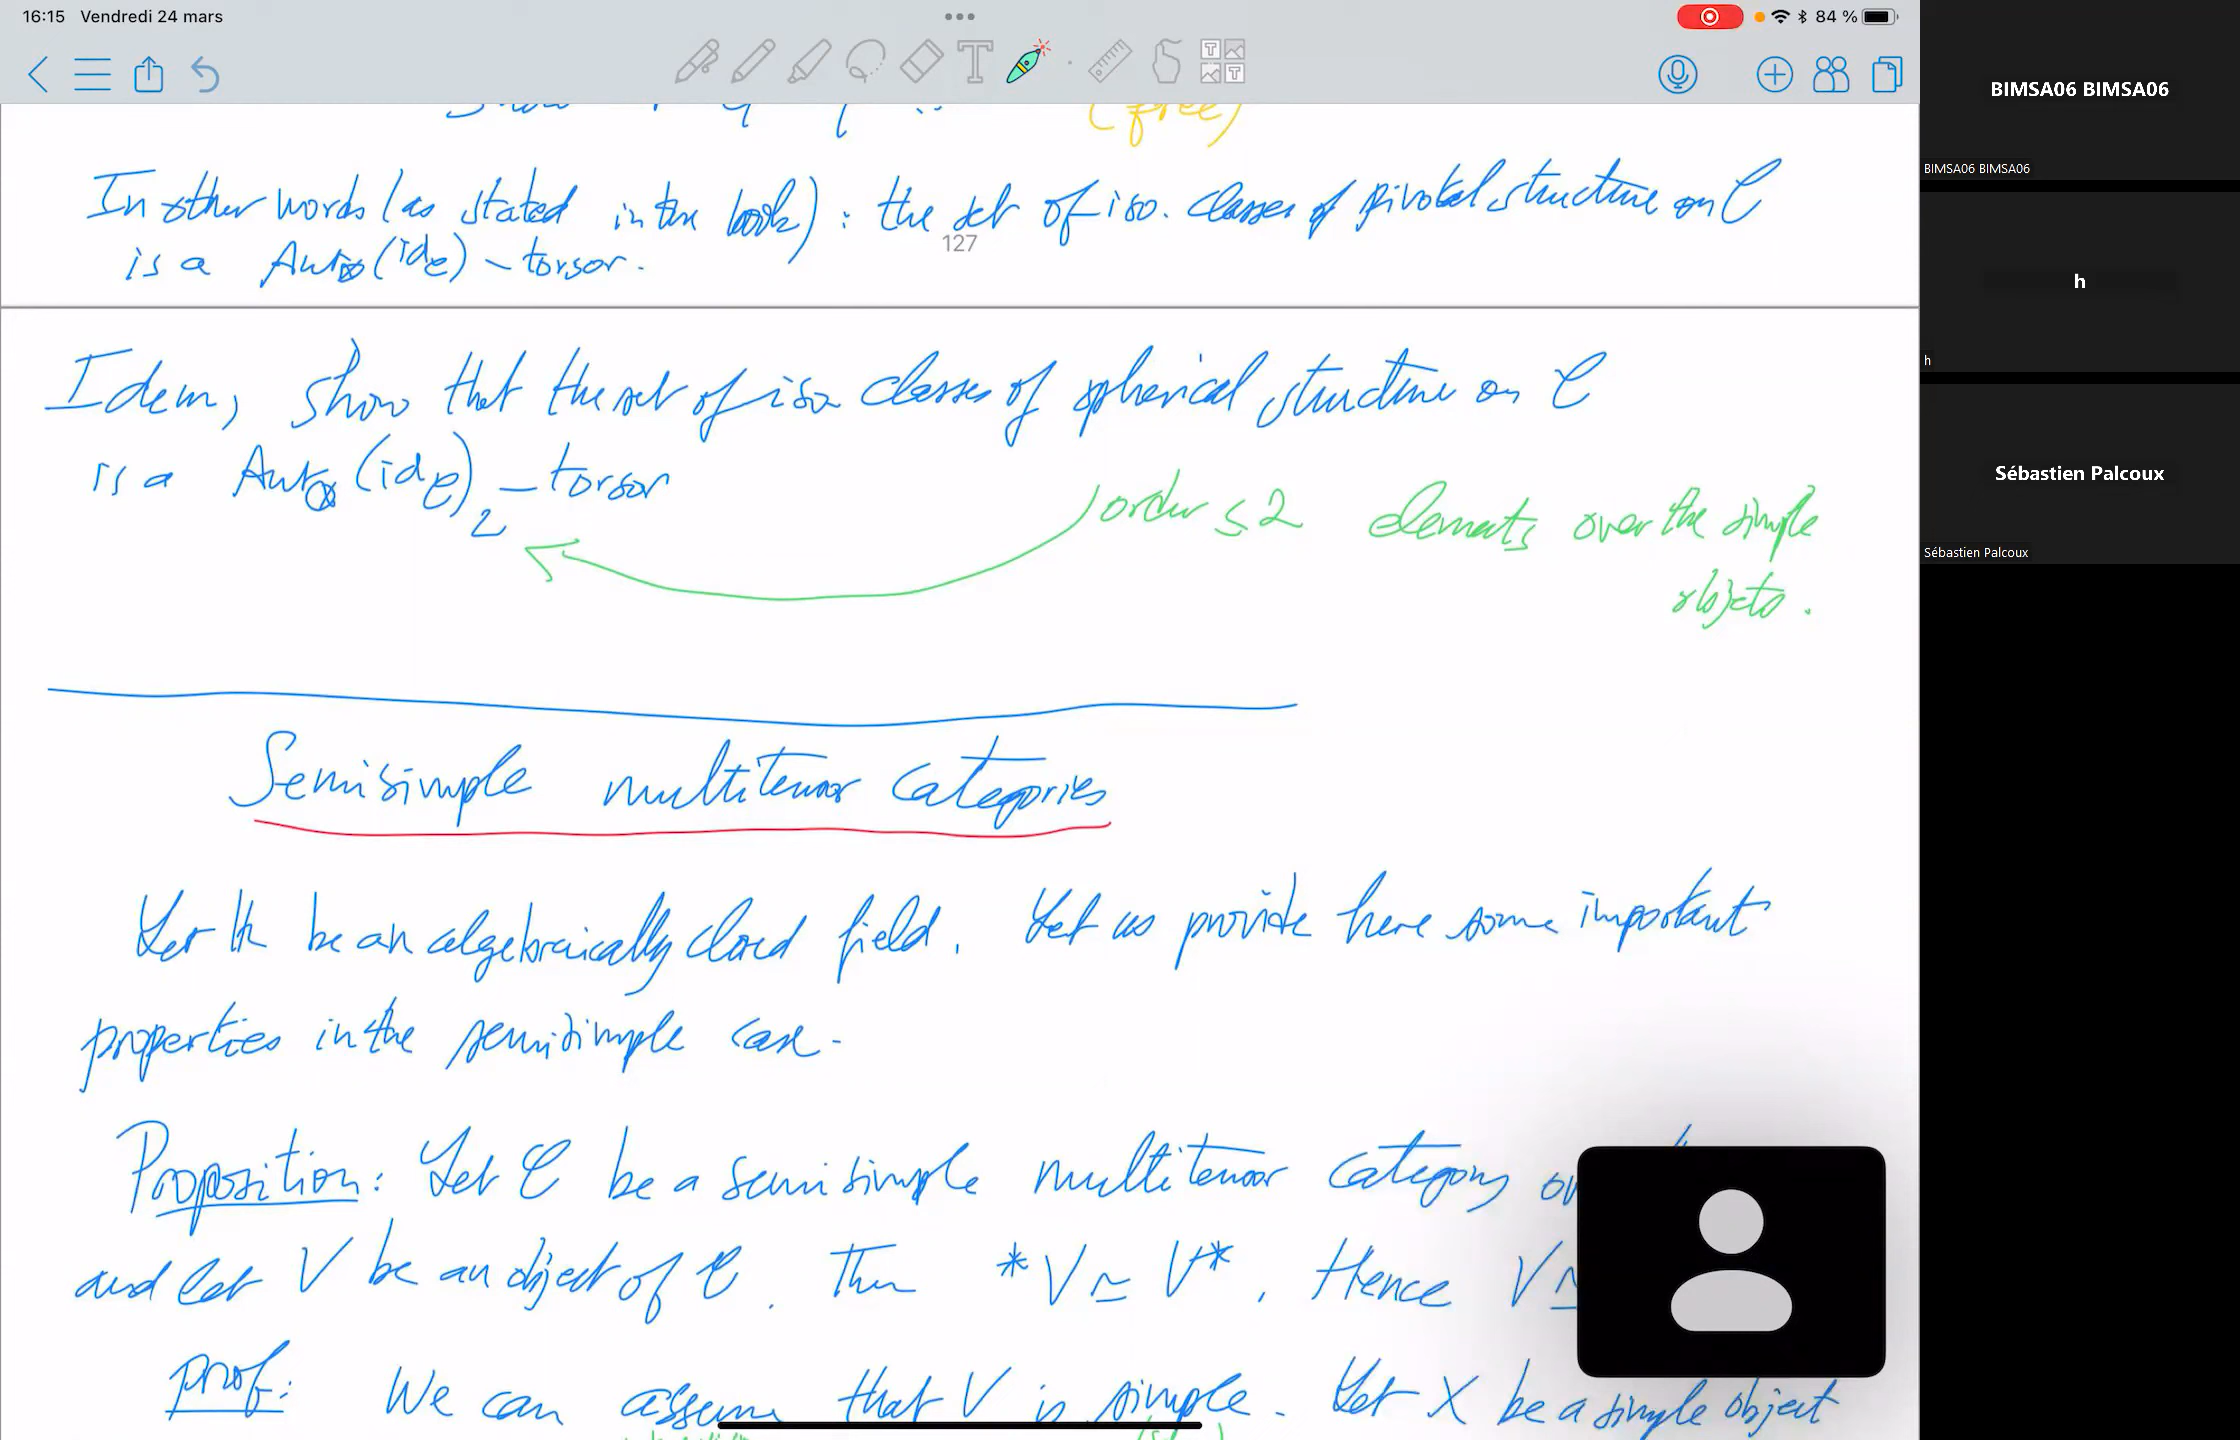 16:15 Vendredi 24 mars
84 %
(free)
In other words (as stated in the book) : the set of iso. classes of pivotal structure on C
127
is a Aut⊗(id_C) – torsor.
Idem, show that the set of iso classes of spherical structure on C
is a Aut⊗(id_C)_2 – torsor
order ≤ 2 elements over the simple
objects.
Semisimple multitensor categories
Let k be an algebraically closed field. Let us provide here some important
properties in the semisimple case.
Proposition: Let C be a semisimple multitensor category
and let V be an object of C. Then *V ≃ V*. Hence V ≃
Proof: We can assume that V is simple. Let X be a simple object
BIMSA06 BIMSA06
BIMSA06 BIMSA06
h
h
Sébastien Palcoux
Sébastien Palcoux